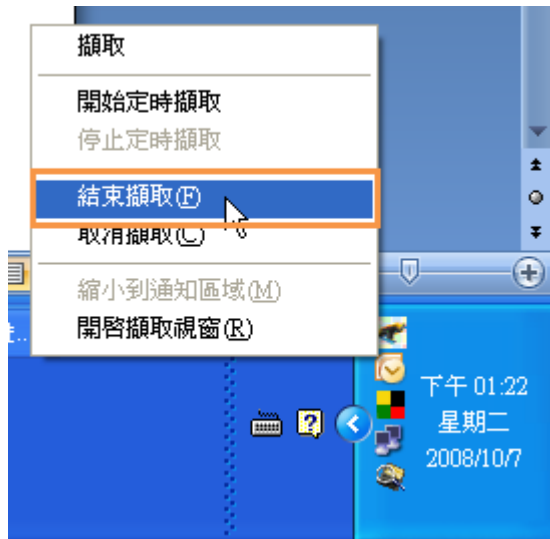 擷取
開始定時擷取
停止定時擷取
結束擷取(F)
取消擷取(C)
縮小到通知區域(M)
開啓擷取視窗(R)
下午 01:22
星期二
2008/10/7